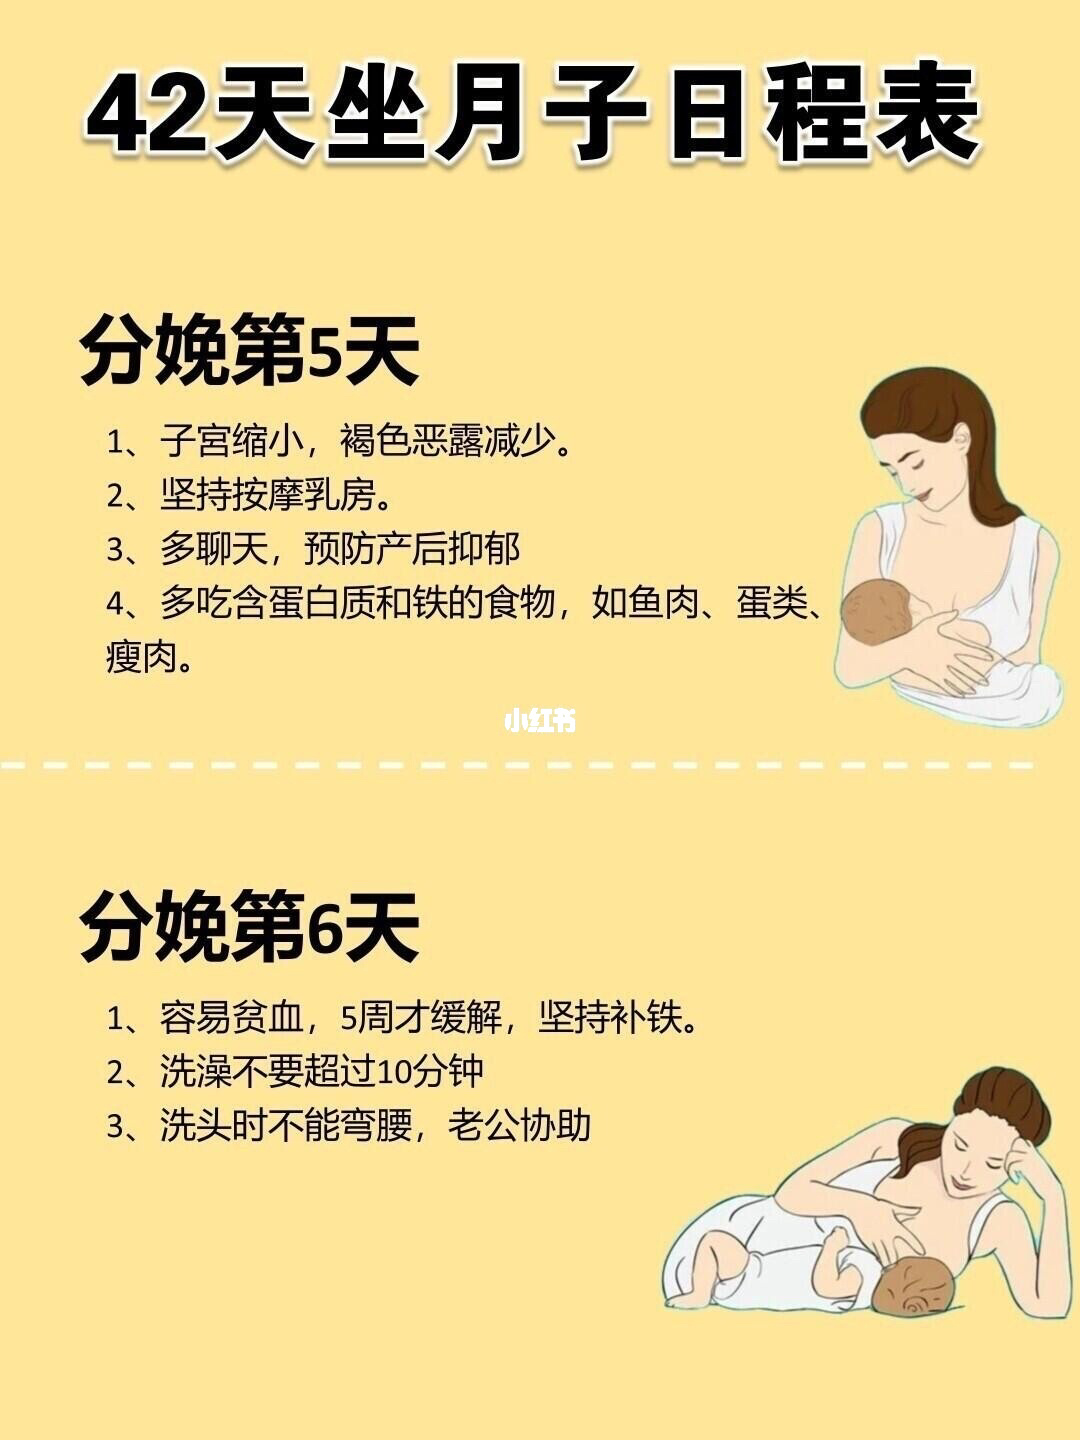 42天坐月子日程表
分娩第5天
1、子宫缩小，褐色恶露减少。
2、坚持按摩乳房。
3、多聊天，预防产后抑郁
4、多吃含蛋白质和铁的食物，如鱼肉、蛋类、
瘦肉。
小红书
分娩第6天
1、容易贫血，5周才缓解，坚持补铁。
2、洗澡不要超过10分钟
3、洗头时不能弯腰，老公协助